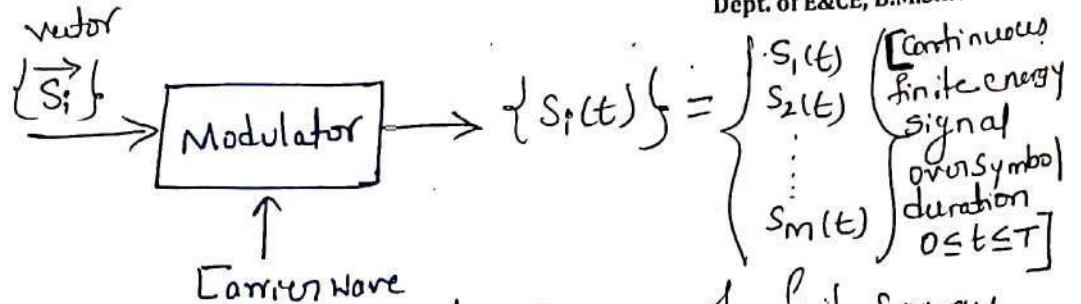 Dept. of E&CE,
vector
{S⃗i} Modulator {Si(t)} = { S1(t)
S2(t)
⋮
Sm(t) } [Continuous
finite energy
signal
over symbol
duration
0≤t≤T]
Carrier wave